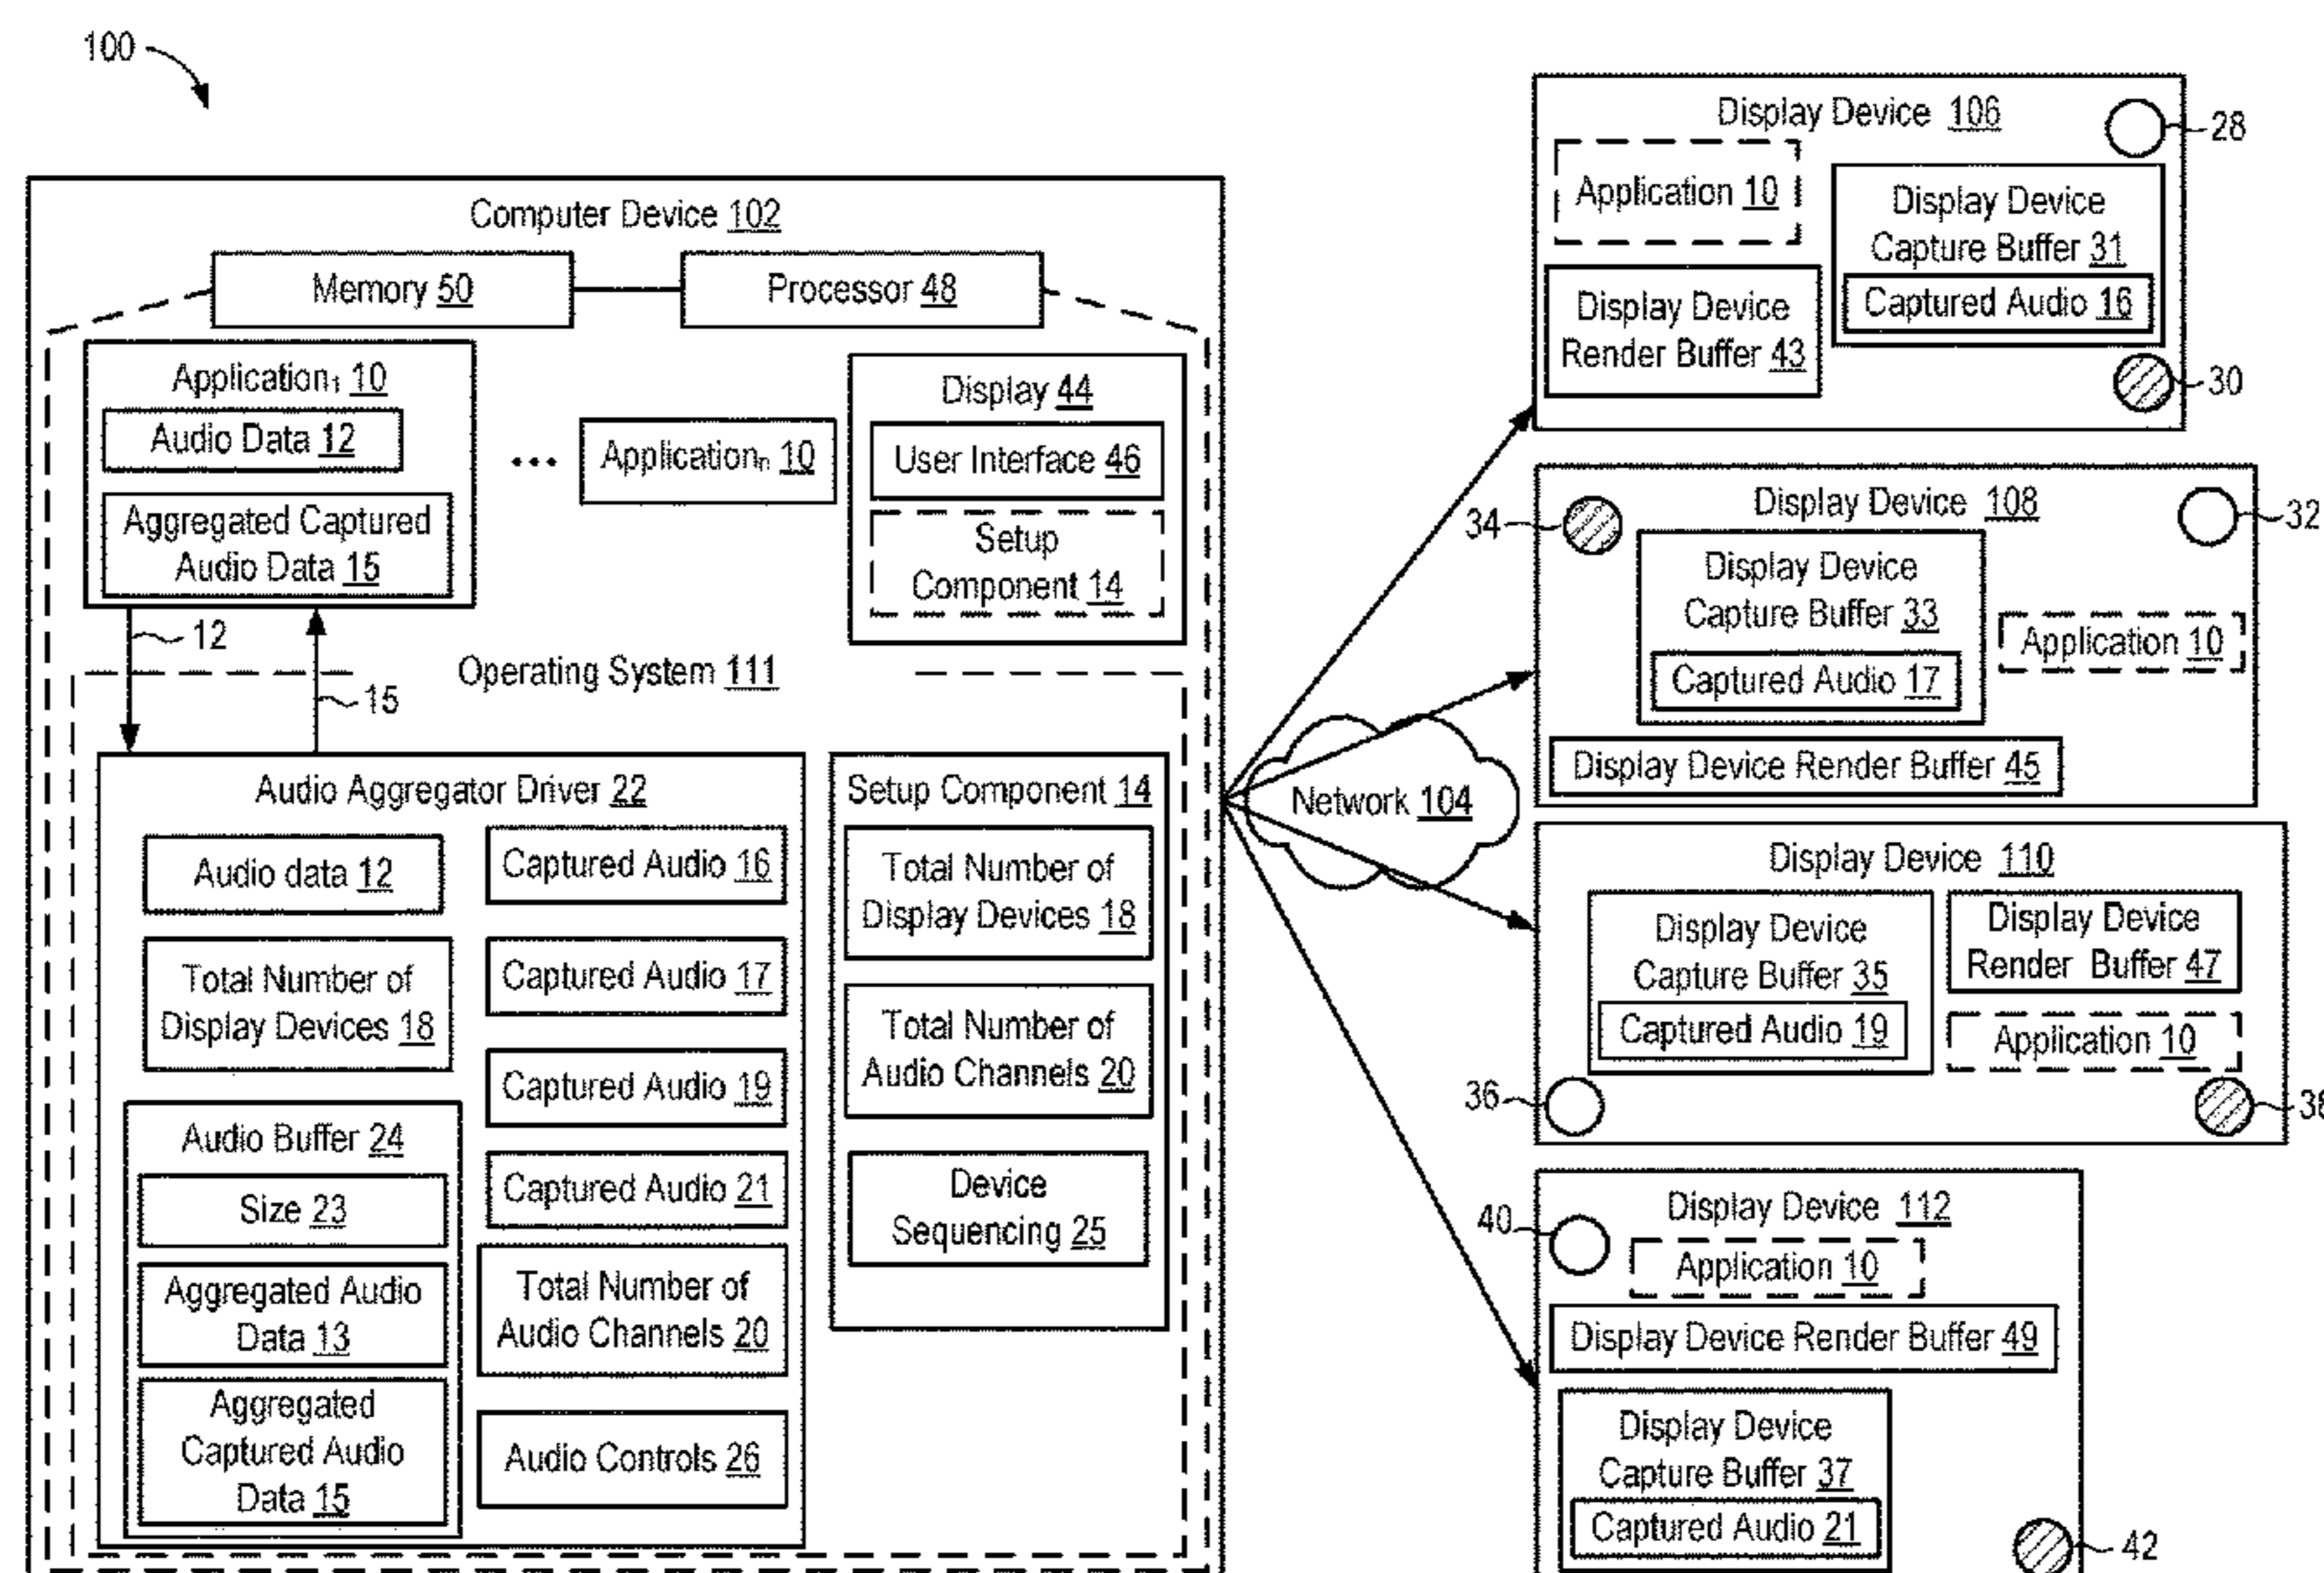 100
Computer Device 102
Memory 50
Processor 48
Application1 10
Audio Data 12
Aggregated Captured
Audio Data 15
...
Applicationn 10
Display 44
User Interface 46
Setup
Component 14
12
15
Operating System 111
Audio Aggregator Driver 22
Audio data 12
Total Number of
Display Devices 18
Audio Buffer 24
Size 23
Aggregated Audio
Data 13
Aggregated
Captured Audio
Data 15
Captured Audio 16
Captured Audio 17
Captured Audio 19
Captured Audio 21
Total Number of
Audio Channels 20
Audio Controls 26
Setup Component 14
Total Number of
Display Devices 18
Total Number of
Audio Channels 20
Device
Sequencing 25
Network 104
Display Device 106
28
Application 10
Display Device
Capture Buffer 31
Captured Audio 16
Display Device
Render Buffer 43
30
Display Device 108
34
32
Display Device
Capture Buffer 33
Captured Audio 17
Application 10
Display Device Render Buffer 45
Display Device 110
Display Device
Capture Buffer 35
Captured Audio 19
Display Device
Render Buffer 47
Application 10
36
38
Display Device 112
40
Application 10
Display Device Render Buffer 49
Display Device
Capture Buffer 37
Captured Audio 21
42